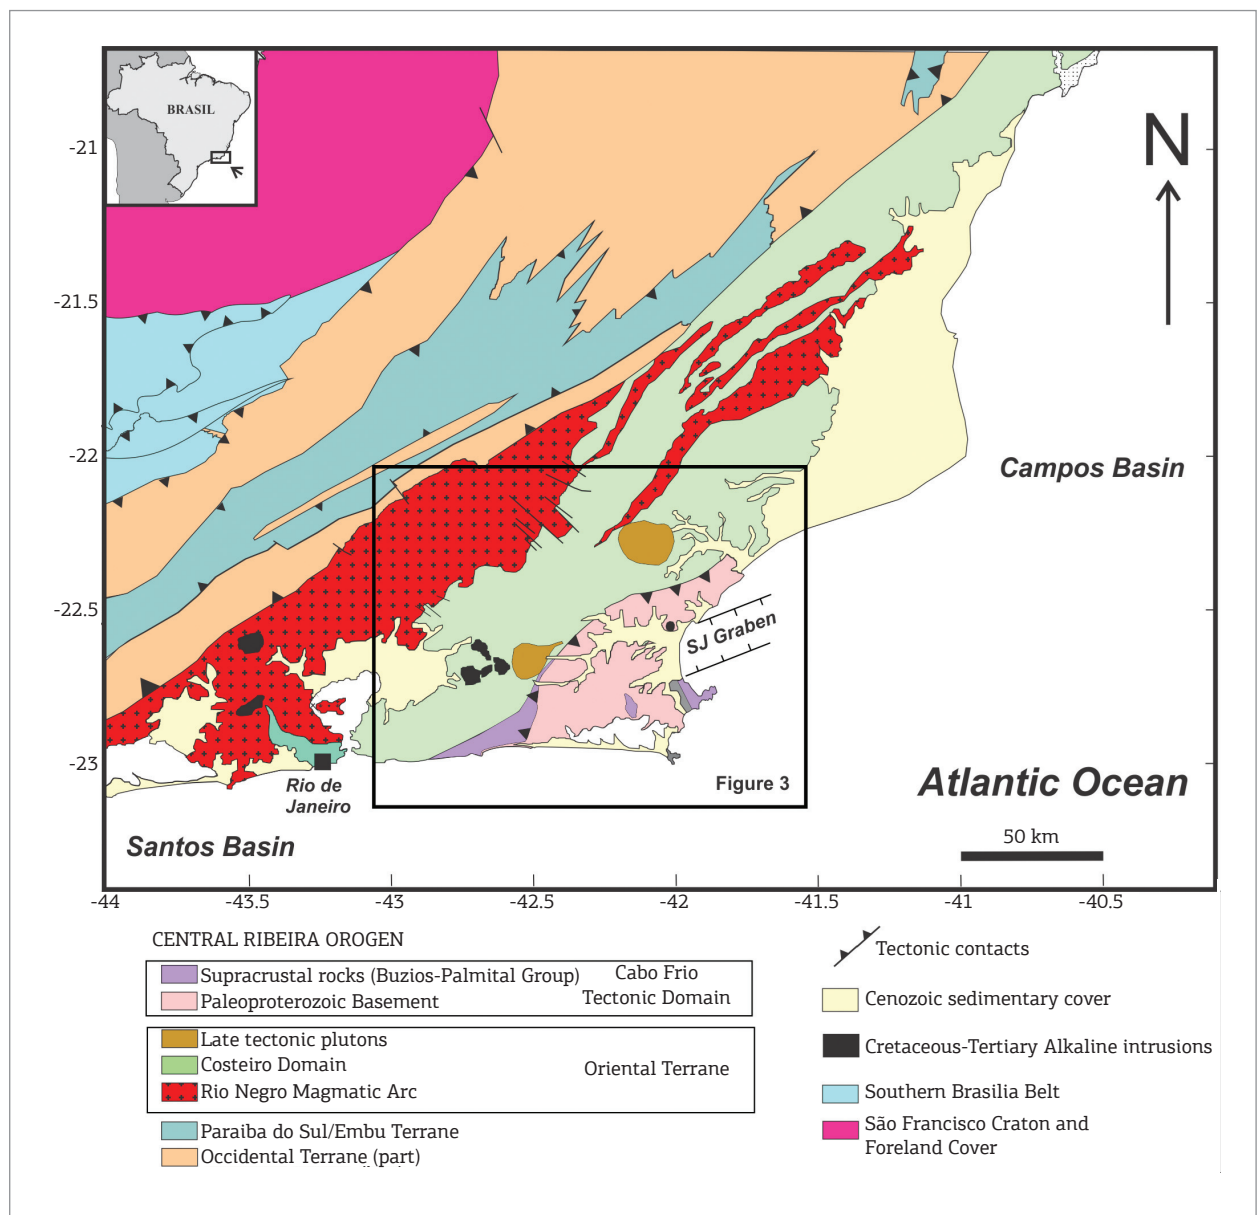 BRASIL
N
-21
-21.5
-22
-22.5
-23
Campos Basin
SJ Graben
Figure 3
Rio de
Janeiro
Atlantic Ocean
Santos Basin
50 km
-44
-43.5
-43
-42.5
-42
-41.5
-41
-40.5
CENTRAL RIBEIRA OROGEN
Supracrustal rocks (Buzios-Palmital Group)
Paleoproterozoic Basement
Cabo Frio
Tectonic Domain
Late tectonic plutons
Costeiro Domain
Rio Negro Magmatic Arc
Oriental Terrane
Paraiba do Sul/Embu Terrane
Occidental Terrane (part)
Tectonic contacts
Cenozoic sedimentary cover
Cretaceous-Tertiary Alkaline intrusions
Southern Brasilia Belt
São Francisco Craton and
Foreland Cover